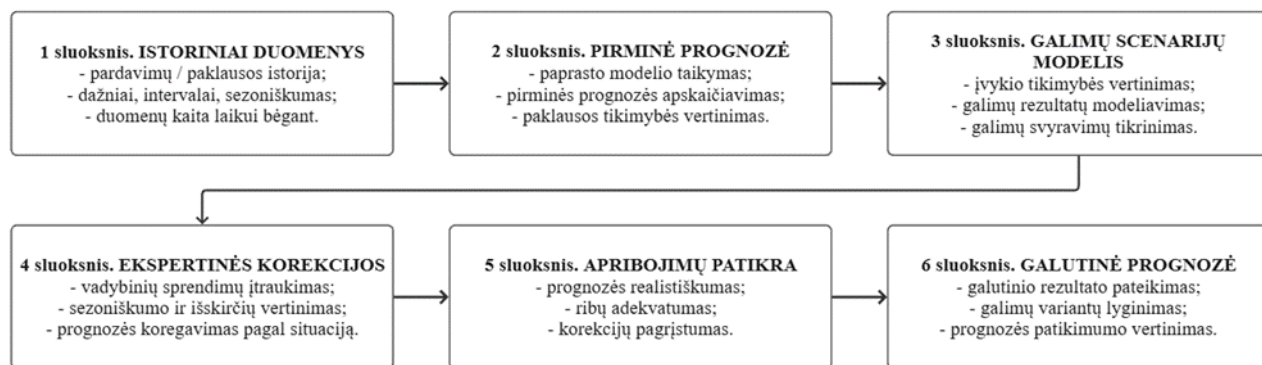 1 sluoksnis. ISTORINIAI DUOMENYS
- pardavimų / paklausos istorija;
- dažniai, intervalai, sezoniškumas;
- duomenų kaita laikui bėgant.
2 sluoksnis. PIRMINĖ PROGNOZĖ
- paprasto modelio taikymas;
- pirminės prognozės apskaičiavimas;
- paklausos tikimybės vertinimas.
3 sluoksnis. GALIMŲ SCENARIJŲ
MODELIS
- įvykio tikimybės vertinimas;
- galimų rezultatų modeliavimas;
- galimų svyravimų tikrinimas.
4 sluoksnis. EKSPERTINĖS KOREKCIJOS
- vadybinių sprendimų įtraukimas;
- sezoniškumo ir išskirčių vertinimas;
- prognozės koregavimas pagal situaciją.
5 sluoksnis. APRIBOJIMŲ PATIKRA
- prognozės realistiškumas;
- ribų adekvatumas;
- korekcijų pagrįstumas.
6 sluoksnis. GALUTINĖ PROGNOZĖ
- galutinio rezultato pateikimas;
- galimų variantų lyginimas;
- prognozės patikimumo vertinimas.